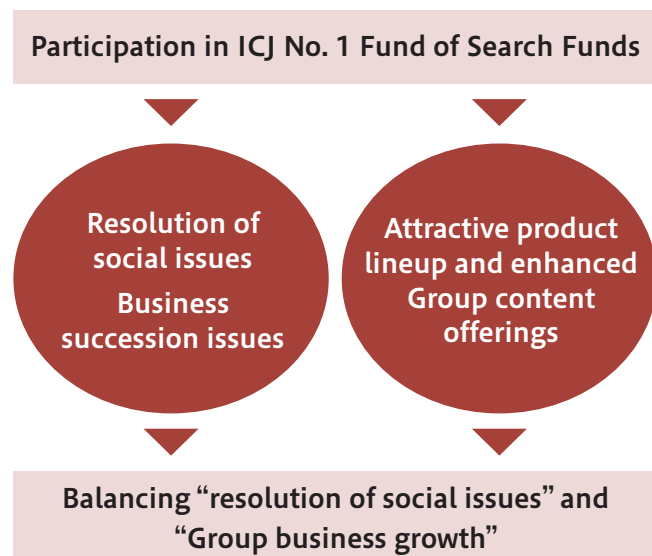 Participation in ICJ No. 1 Fund of Search Funds
Resolution of
social issues
Business
succession issues
Attractive product
lineup and enhanced
Group content
offerings
Balancing “resolution of social issues” and
“Group business growth”